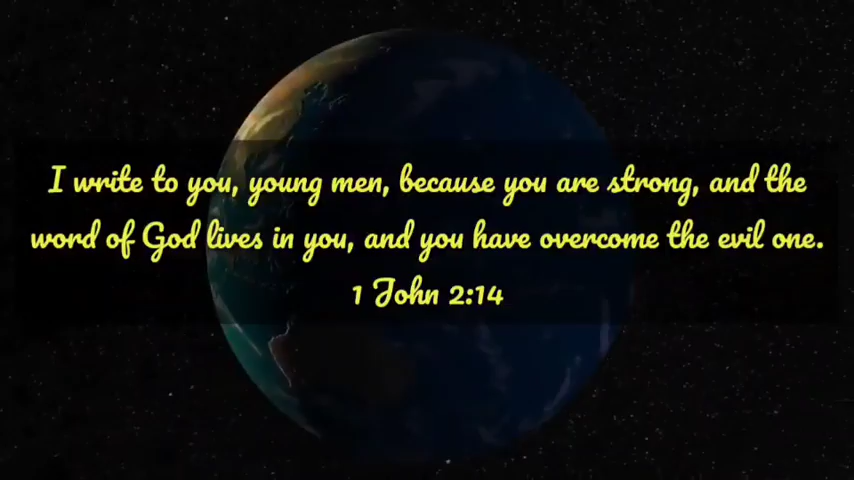 I write to you, young men, because you are strong, and the
word of God lives in you, and you have overcome the evil one.
1 John 2:14